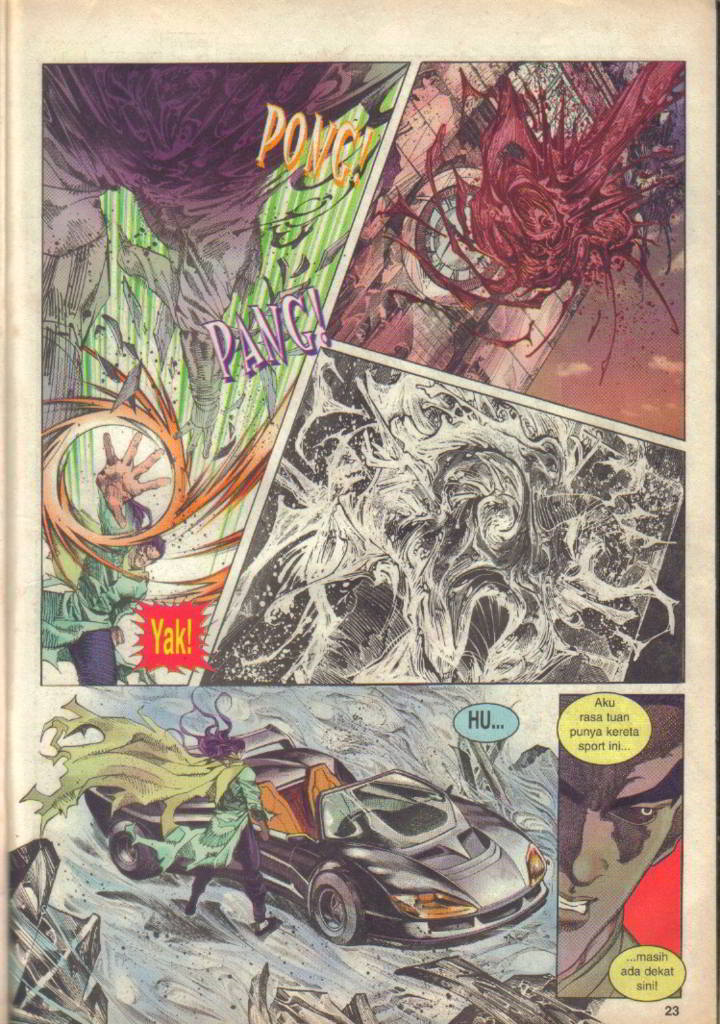 PONG!
PANG!
Yak!
HU...
Aku
rasa tuan
punya kereta
sport ini...
...masih
ada dekat
sini!
23